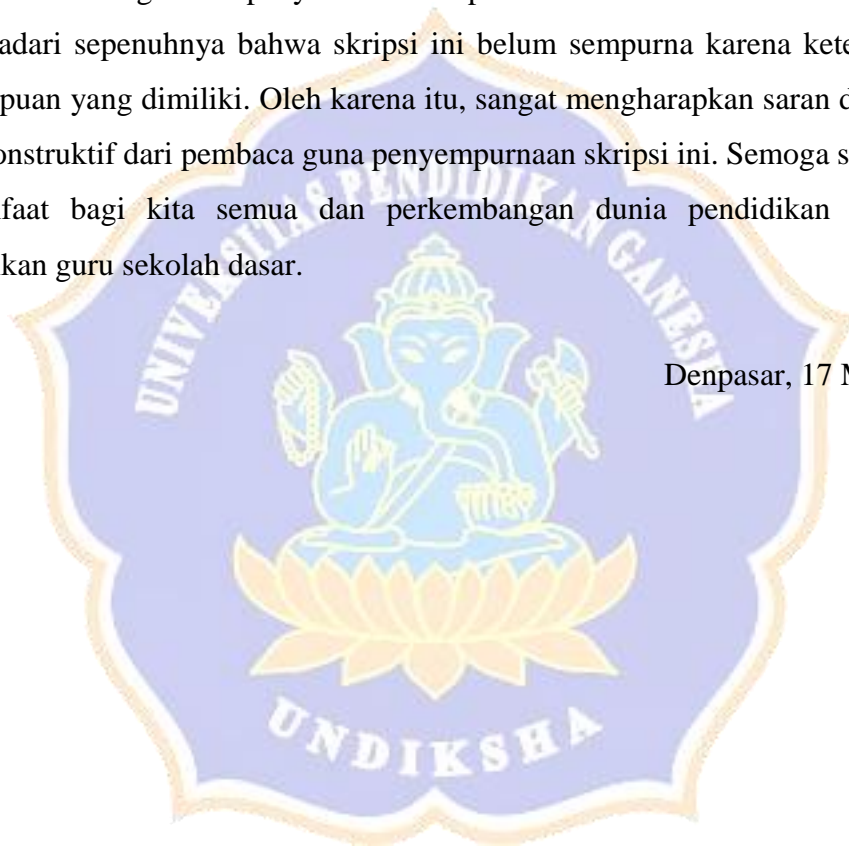 adari sepenuhnya bahwa skripsi ini belum sempurna karena kete
puan yang dimiliki. Oleh karena itu, sangat mengharapkan saran d
onstruktif dari pembaca guna penyempurnaan skripsi ini. Semoga s
faat bagi kita semua dan perkembangan dunia pendidikan
ikan guru sekolah dasar.
UNIVERSITAS PENDIDIKAN GANESHA
Denpasar, 17 M
UNDIKSHA